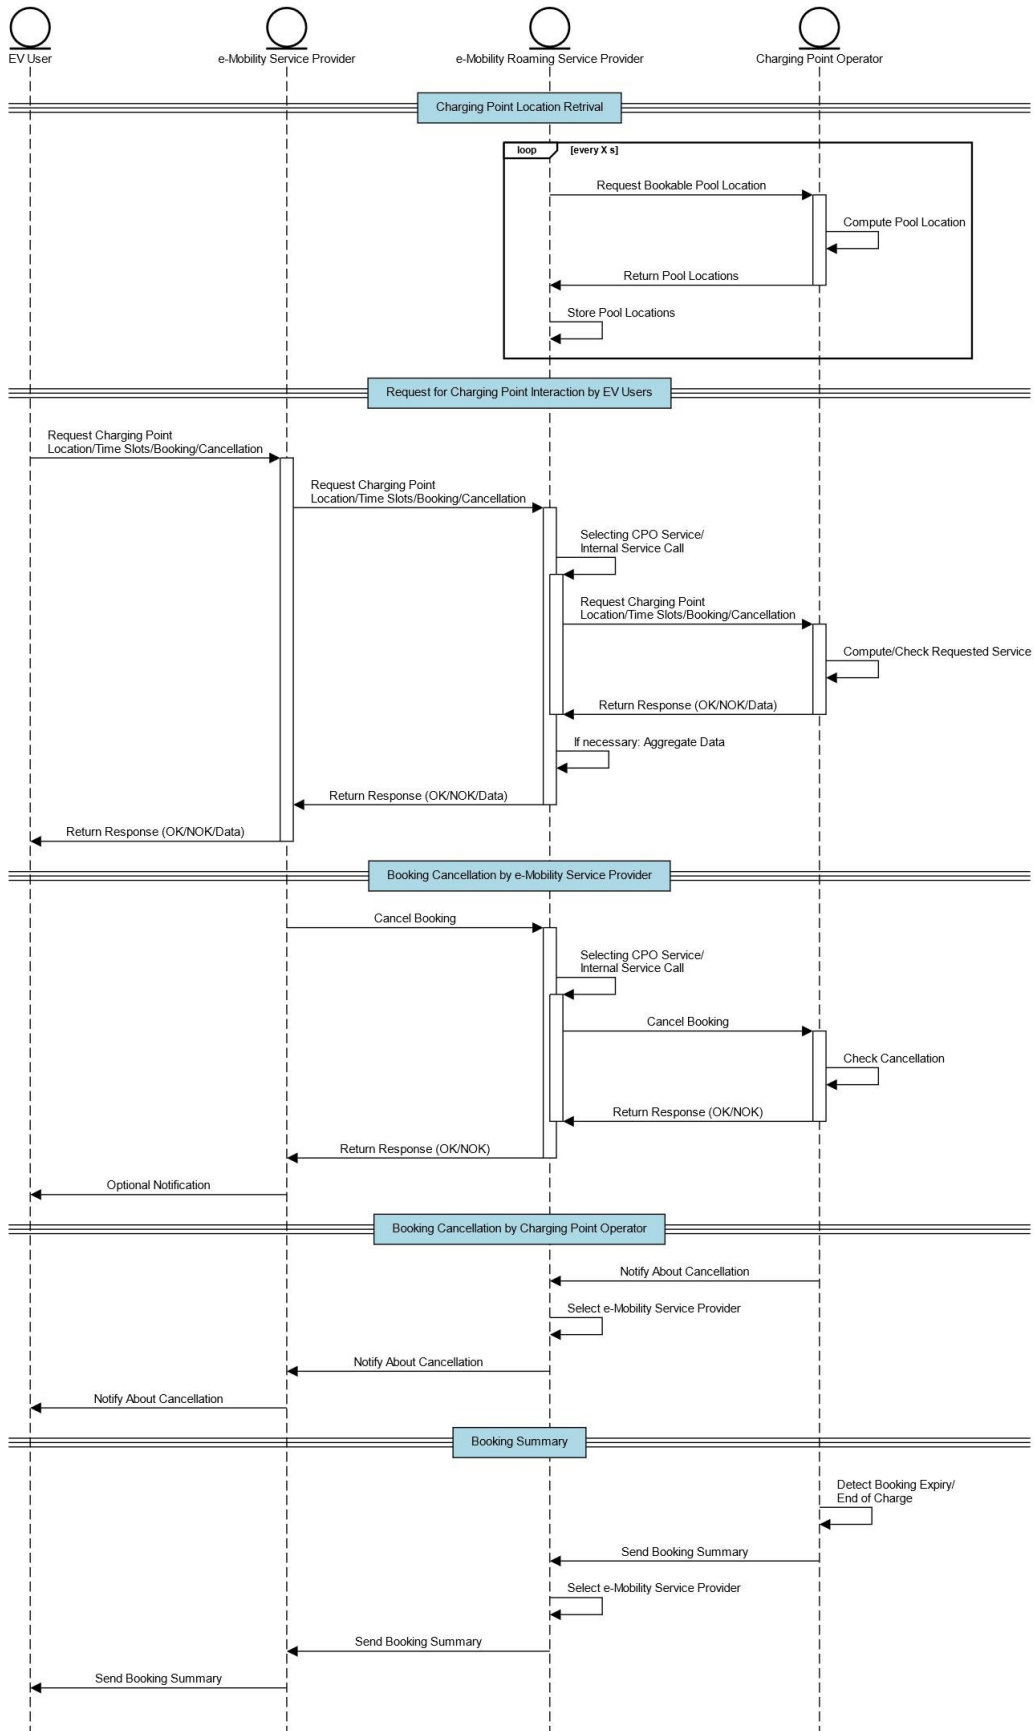 EV User
e-Mobility Service Provider
e-Mobility Roaming Service Provider
Charging Point Operator
Charging Point Location Retrival
loop
[every X s]
Request Bookable Pool Location
Compute Pool Location
Return Pool Locations
Store Pool Locations
Request for Charging Point Interaction by EV Users
Request Charging Point
Location/Time Slots/Booking/Cancellation
Request Charging Point
Location/Time Slots/Booking/Cancellation
Selecting CPO Service/
Internal Service Call
Request Charging Point
Location/Time Slots/Booking/Cancellation
Compute/Check Requested Service
Return Response (OK/NOK/Data)
If necessary: Aggregate Data
Return Response (OK/NOK/Data)
Return Response (OK/NOK/Data)
Booking Cancellation by e-Mobility Service Provider
Cancel Booking
Selecting CPO Service/
Internal Service Call
Cancel Booking
Check Cancellation
Return Response (OK/NOK)
Return Response (OK/NOK)
Optional Notification
Booking Cancellation by Charging Point Operator
Notify About Cancellation
Select e-Mobility Service Provider
Notify About Cancellation
Notify About Cancellation
Booking Summary
Detect Booking Expiry/
End of Charge
Send Booking Summary
Select e-Mobility Service Provider
Send Booking Summary
Send Booking Summary